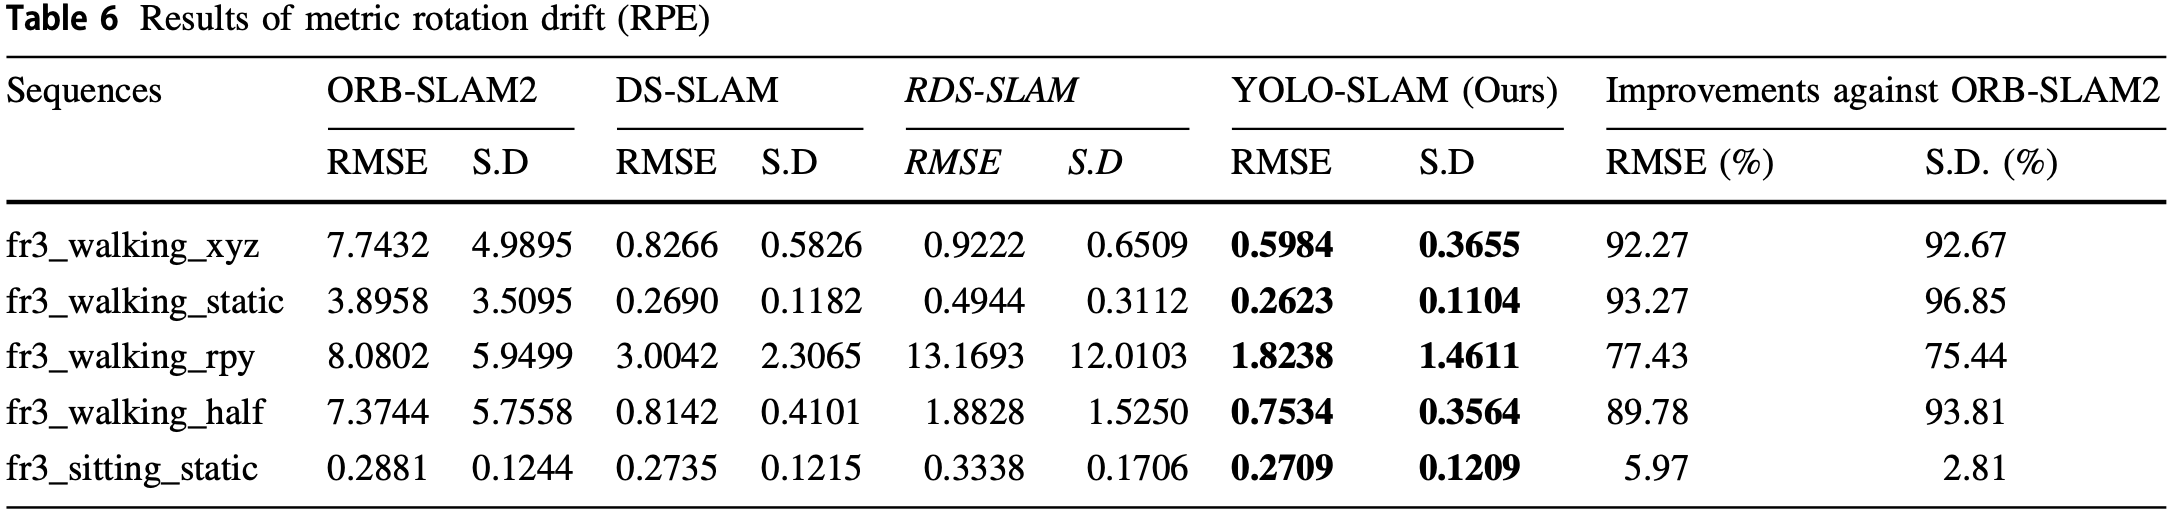 Table 6 Results of metric rotation drift (RPE)
Sequences ORB-SLAM2 DS-SLAM RDS-SLAM YOLO-SLAM (Ours) Improvements against ORB-SLAM2
RMSE S.D RMSE S.D RMSE S.D RMSE S.D RMSE (%) S.D. (%)
fr3_walking_xyz 7.7432 4.9895 0.8266 0.5826 0.9222 0.6509 0.5984 0.3655 92.27 92.67
fr3_walking_static 3.8958 3.5095 0.2690 0.1182 0.4944 0.3112 0.2623 0.1104 93.27 96.85
fr3_walking_rpy 8.0802 5.9499 3.0042 2.3065 13.1693 12.0103 1.8238 1.4611 77.43 75.44
fr3_walking_half 7.3744 5.7558 0.8142 0.4101 1.8828 1.5250 0.7534 0.3564 89.78 93.81
fr3_sitting_static 0.2881 0.1244 0.2735 0.1215 0.3338 0.1706 0.2709 0.1209 5.97 2.81